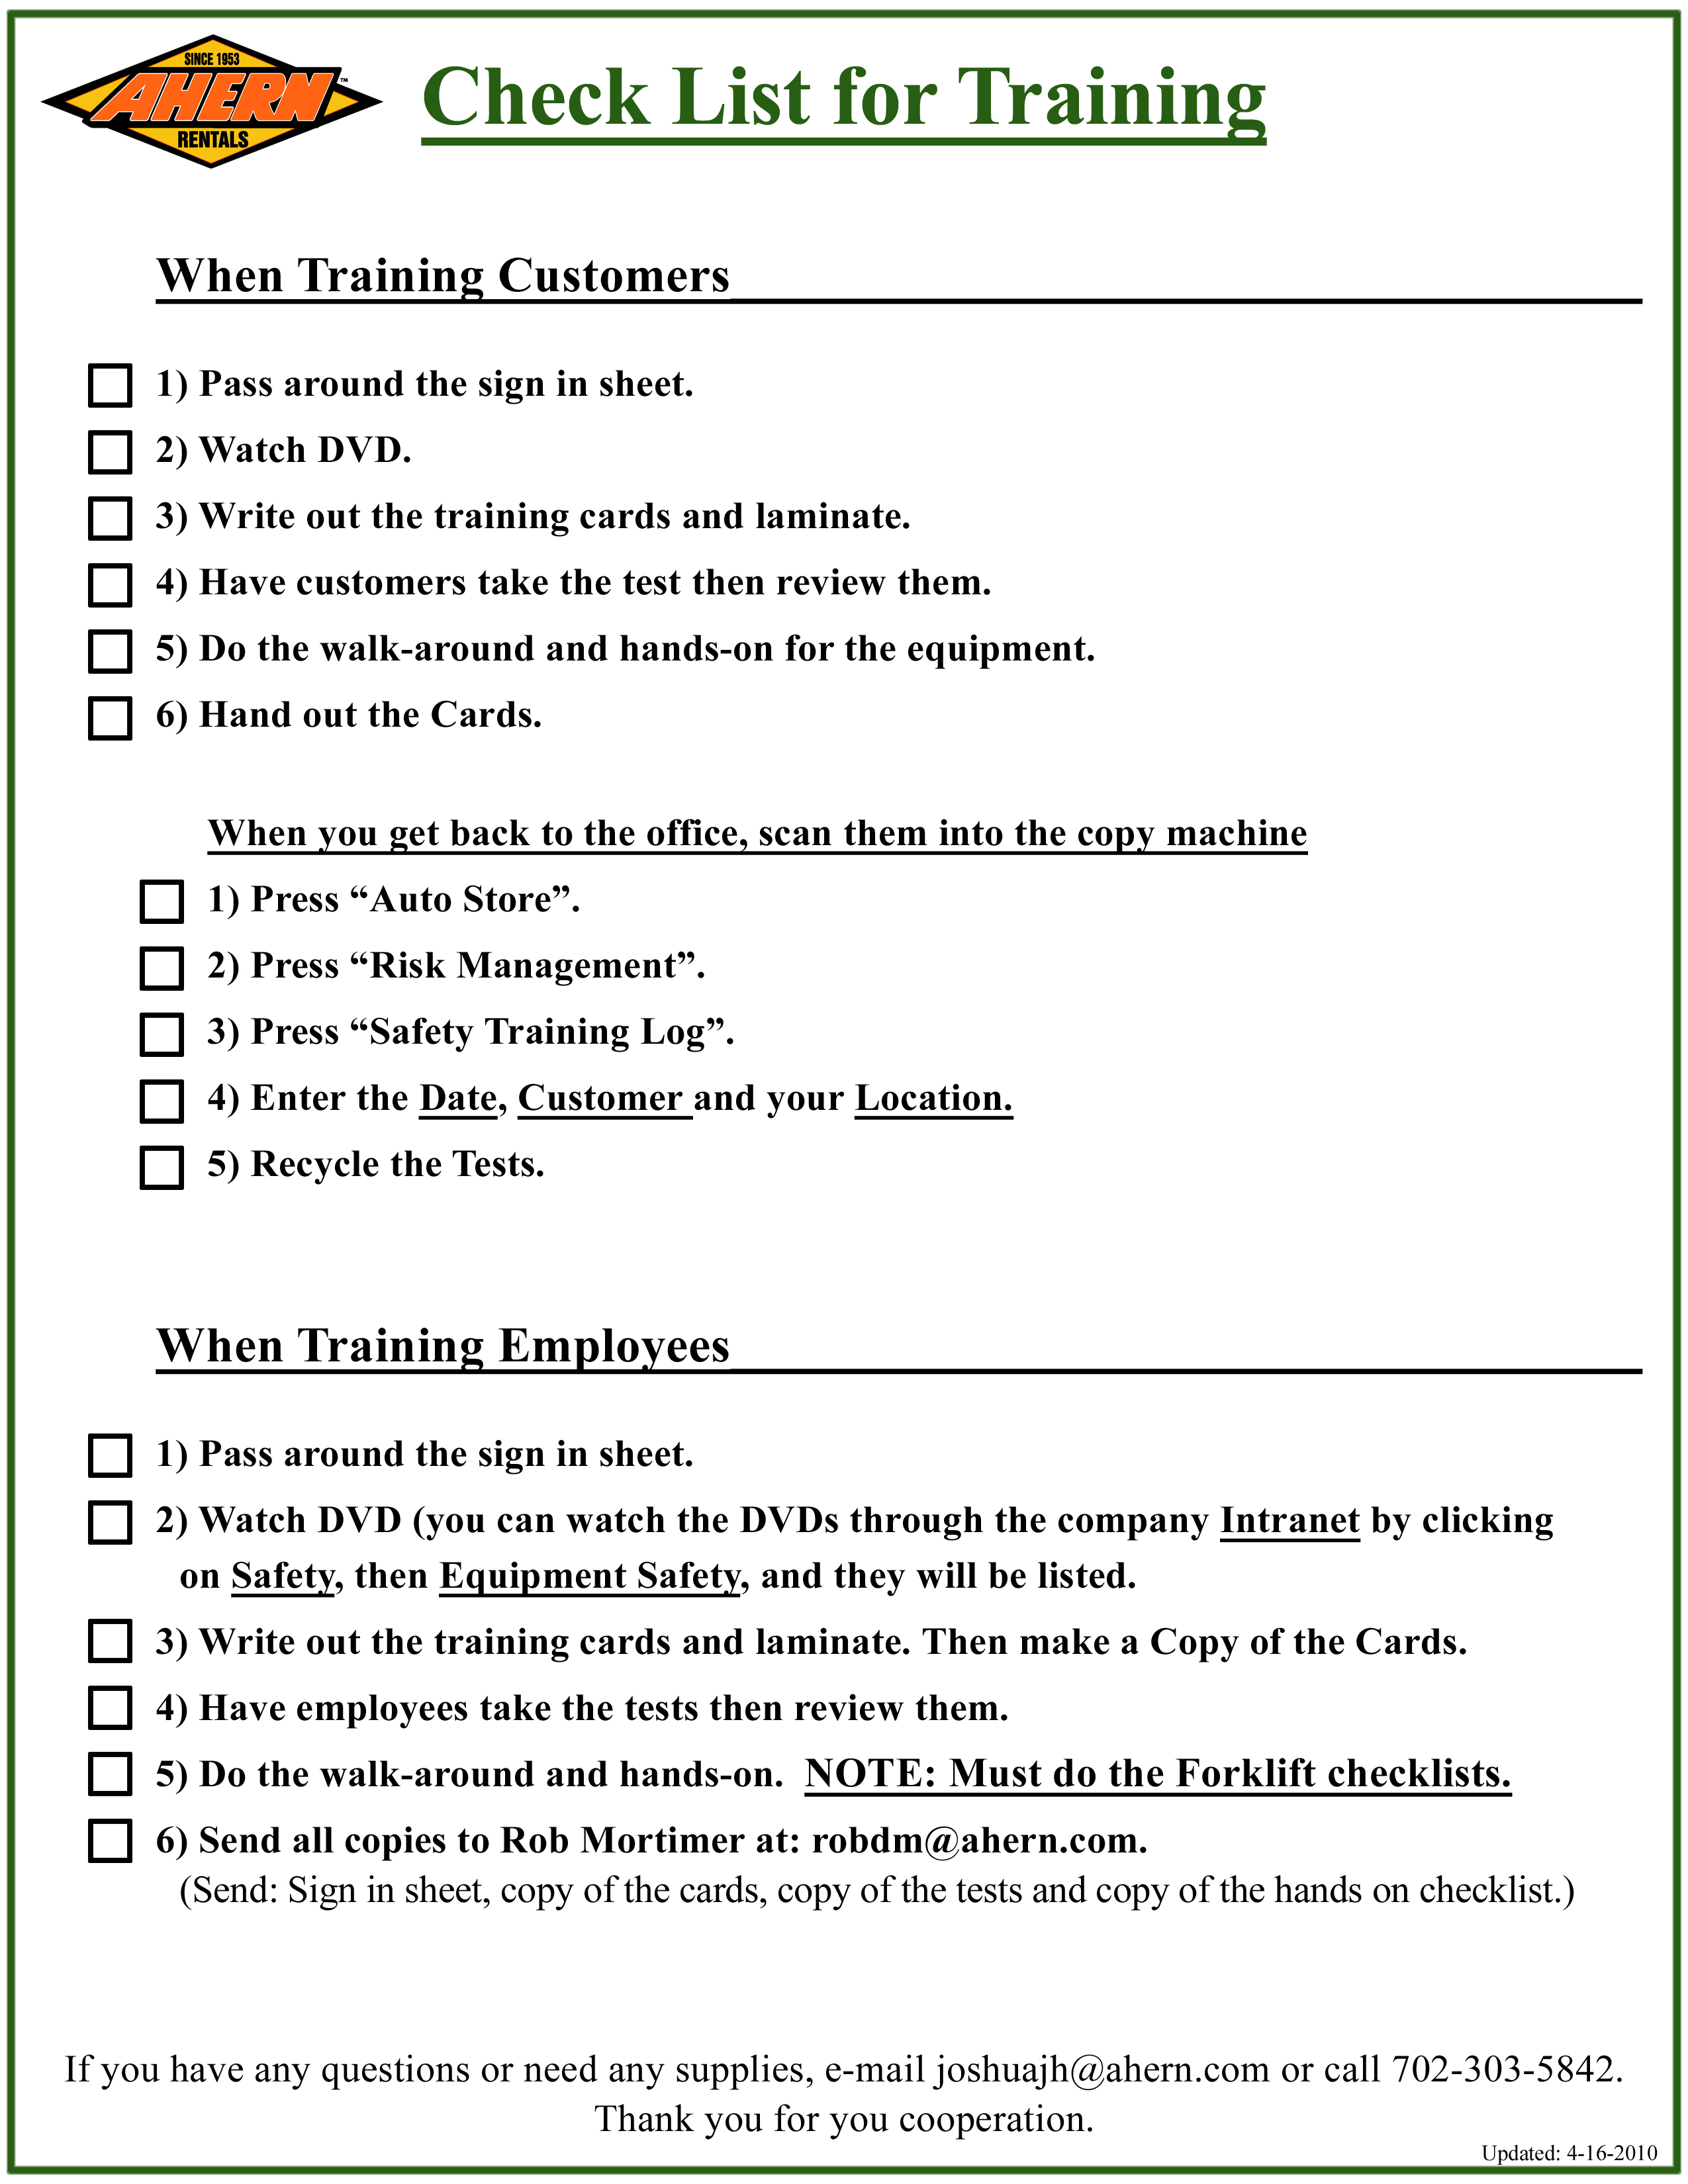 SINCE 1953
AHERN™
RENTALS
Check List for Training
When Training Customers
1) Pass around the sign in sheet.
2) Watch DVD.
3) Write out the training cards and laminate.
4) Have customers take the test then review them.
5) Do the walk-around and hands-on for the equipment.
6) Hand out the Cards.
When you get back to the office, scan them into the copy machine
1) Press “Auto Store”.
2) Press “Risk Management”.
3) Press “Safety Training Log”.
4) Enter the Date, Customer and your Location.
5) Recycle the Tests.
When Training Employees
1) Pass around the sign in sheet.
2) Watch DVD (you can watch the DVDs through the company Intranet by clicking
on Safety, then Equipment Safety, and they will be listed.
3) Write out the training cards and laminate. Then make a Copy of the Cards.
4) Have employees take the tests then review them.
5) Do the walk-around and hands-on. NOTE: Must do the Forklift checklists.
6) Send all copies to Rob Mortimer at: robdm@ahern.com.
(Send: Sign in sheet, copy of the cards, copy of the tests and copy of the hands on checklist.)
If you have any questions or need any supplies, e-mail joshuajh@ahern.com or call 702-303-5842.
Thank you for you cooperation.
Updated: 4-16-2010